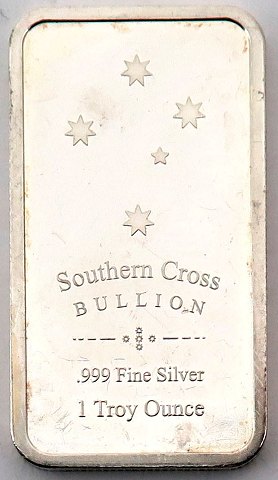 Southern Cross
BULLION
.999 Fine Silver
1 Troy Ounce